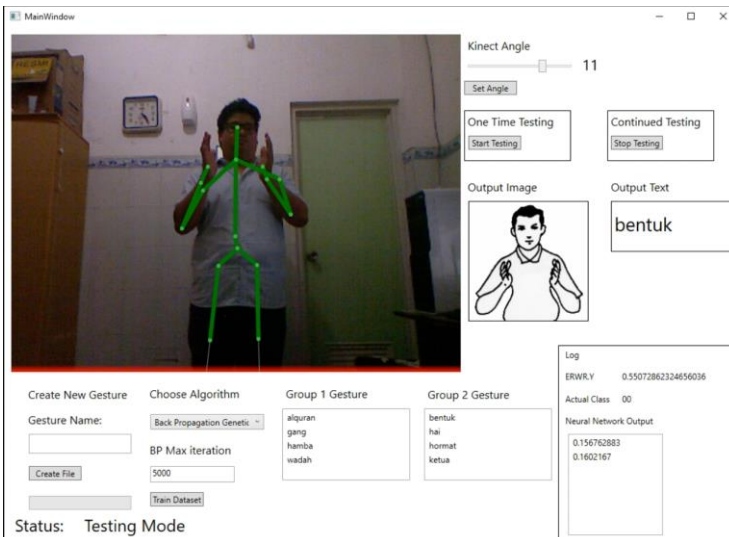 MainWindow
RESMI
Kinect Angle
11
Set Angle
One Time Testing
Start Testing
Continued Testing
Stop Testing
Output Image
Output Text
bentuk
Create New Gesture
Gesture Name:
Create File
Choose Algorithm
Back Propagation Genetic
BP Max iteration
5000
Train Dataset
Group 1 Gesture
alquran
gang
hamba
wadah
Group 2 Gesture
bentuk
hai
hormat
ketua
Log
ERWR.Y 0.55072862324656036
Actual Class 00
Neural Network Output
0.156762883
0.1602167
Status: Testing Mode